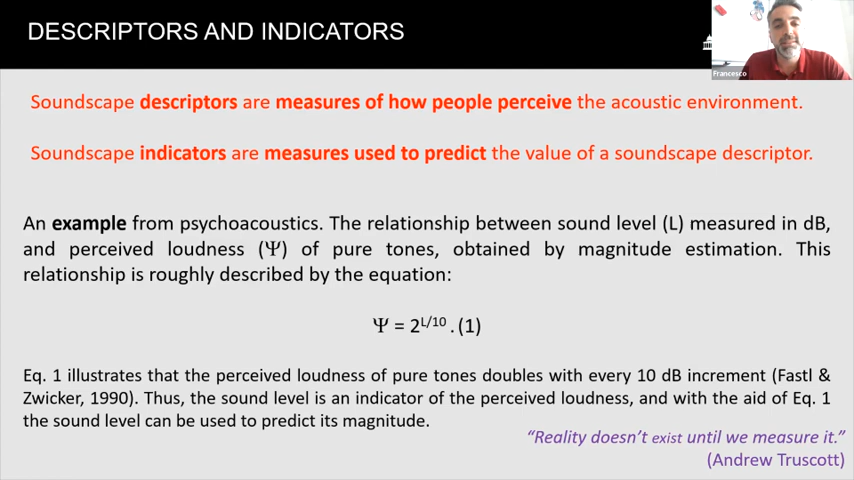 DESCRIPTORS AND INDICATORS
Francesco
Soundscape descriptors are measures of how people perceive the acoustic environment.
Soundscape indicators are measures used to predict the value of a soundscape descriptor.
An example from psychoacoustics. The relationship between sound level (L) measured in dB,
and perceived loudness (Ψ) of pure tones, obtained by magnitude estimation. This
relationship is roughly described by the equation:
Ψ = 2^L/10 . (1)
Eq. 1 illustrates that the perceived loudness of pure tones doubles with every 10 dB increment (Fastl &
Zwicker, 1990). Thus, the sound level is an indicator of the perceived loudness, and with the aid of Eq. 1
the sound level can be used to predict its magnitude.
“Reality doesn’t exist until we measure it.”
(Andrew Truscott)